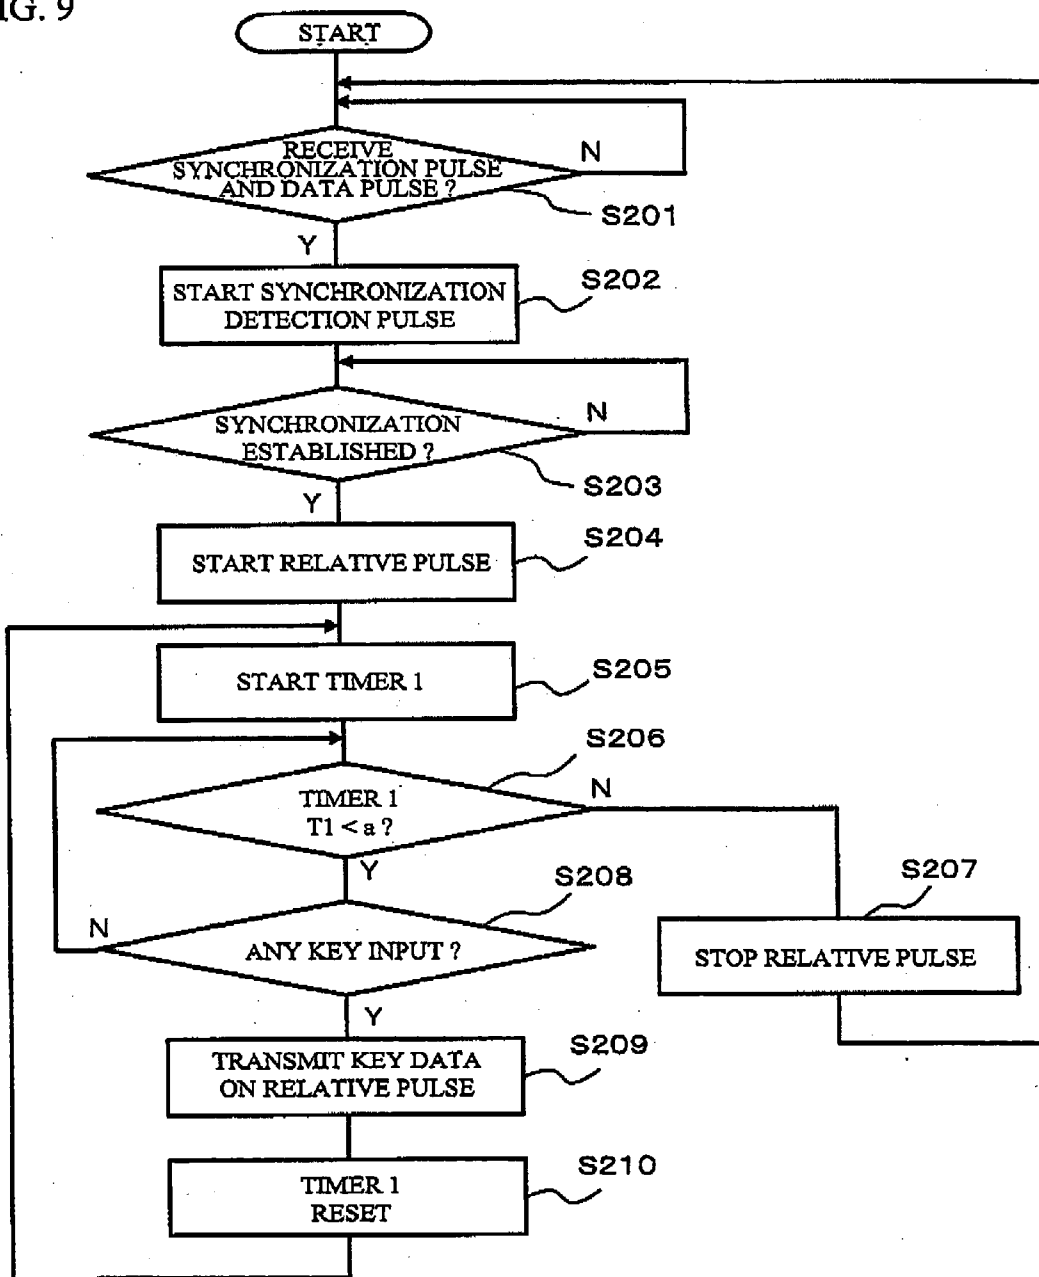 IG. 9
START
RECEIVE
SYNCHRONIZATION PULSE
AND DATA PULSE ?
N
S201
Y
S202
START SYNCHRONIZATION
DETECTION PULSE
N
SYNCHRONIZATION
ESTABLISHED ?
S203
Y
S204
START RELATIVE PULSE
S205
START TIMER 1
S206
N
TIMER 1
T1 < a ?
Y
S208
S207
N
ANY KEY INPUT ?
STOP RELATIVE PULSE
Y
S209
TRANSMIT KEY DATA
ON RELATIVE PULSE
S210
TIMER 1
RESET